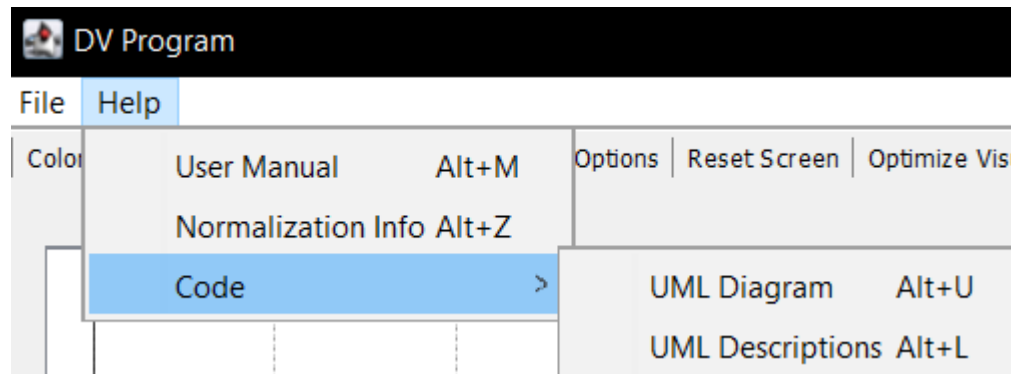 DV Program
File Help
Options Reset Screen Optimize
User Manual Alt+M
Normalization Info Alt+Z
Code >
UML Diagram Alt+U
UML Descriptions Alt+L